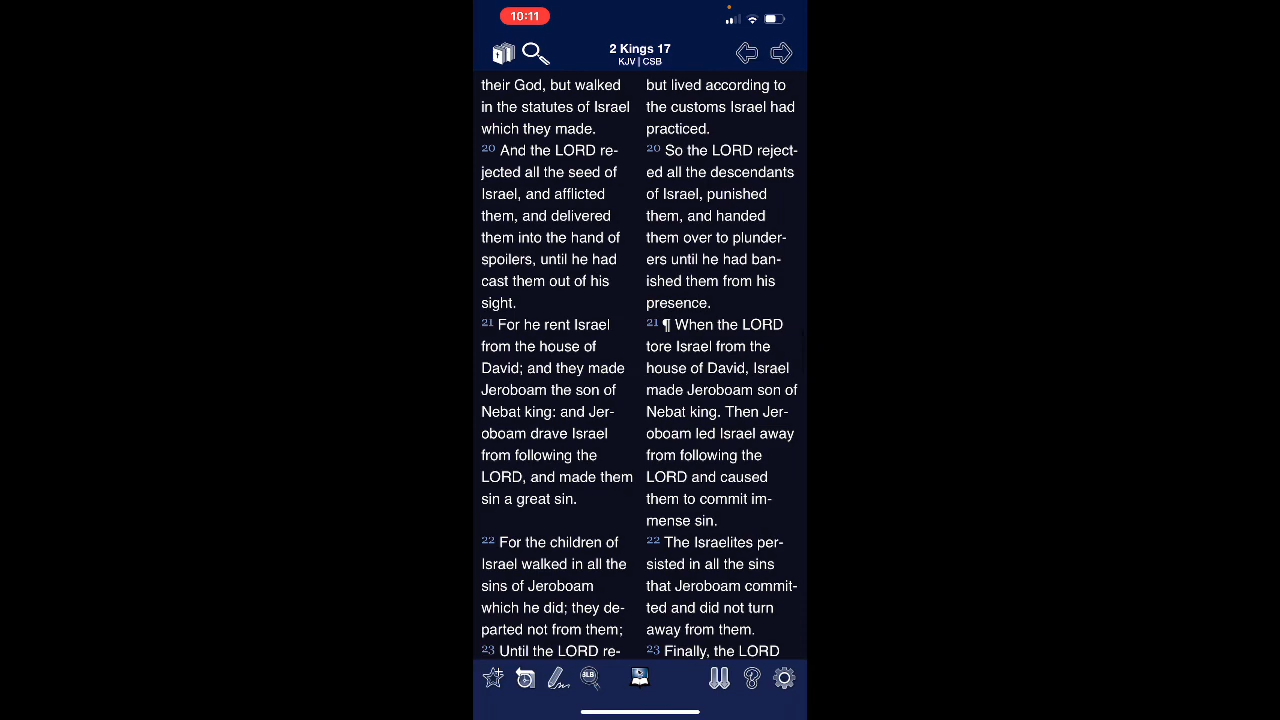 10:11
2 Kings 17
KJV | CSB
their God, but walked
in the statutes of Israel
which they made.
20 And the LORD re-
jected all the seed of
Israel, and afflicted
them, and delivered
them into the hand of
spoilers, until he had
cast them out of his
sight.
21 For he rent Israel
from the house of
David; and they made
Jeroboam the son of
Nebat king: and Jer-
oboam drave Israel
from following the
LORD, and made them
sin a great sin.
22 For the children of
Israel walked in all the
sins of Jeroboam
which he did; they de-
parted not from them;
23 Until the LORD re-
but lived according to
the customs Israel had
practiced.
20 So the LORD reject-
ed all the descendants
of Israel, punished
them, and handed
them over to plunder-
ers until he had ban-
ished them from his
presence.
21 ¶ When the LORD
tore Israel from the
house of David, Israel
made Jeroboam son of
Nebat king. Then Jer-
oboam led Israel away
from following the
LORD and caused
them to commit im-
mense sin.
22 The Israelites per-
sisted in all the sins
that Jeroboam commit-
ted and did not turn
away from them.
23 Finally, the LORD
BLB